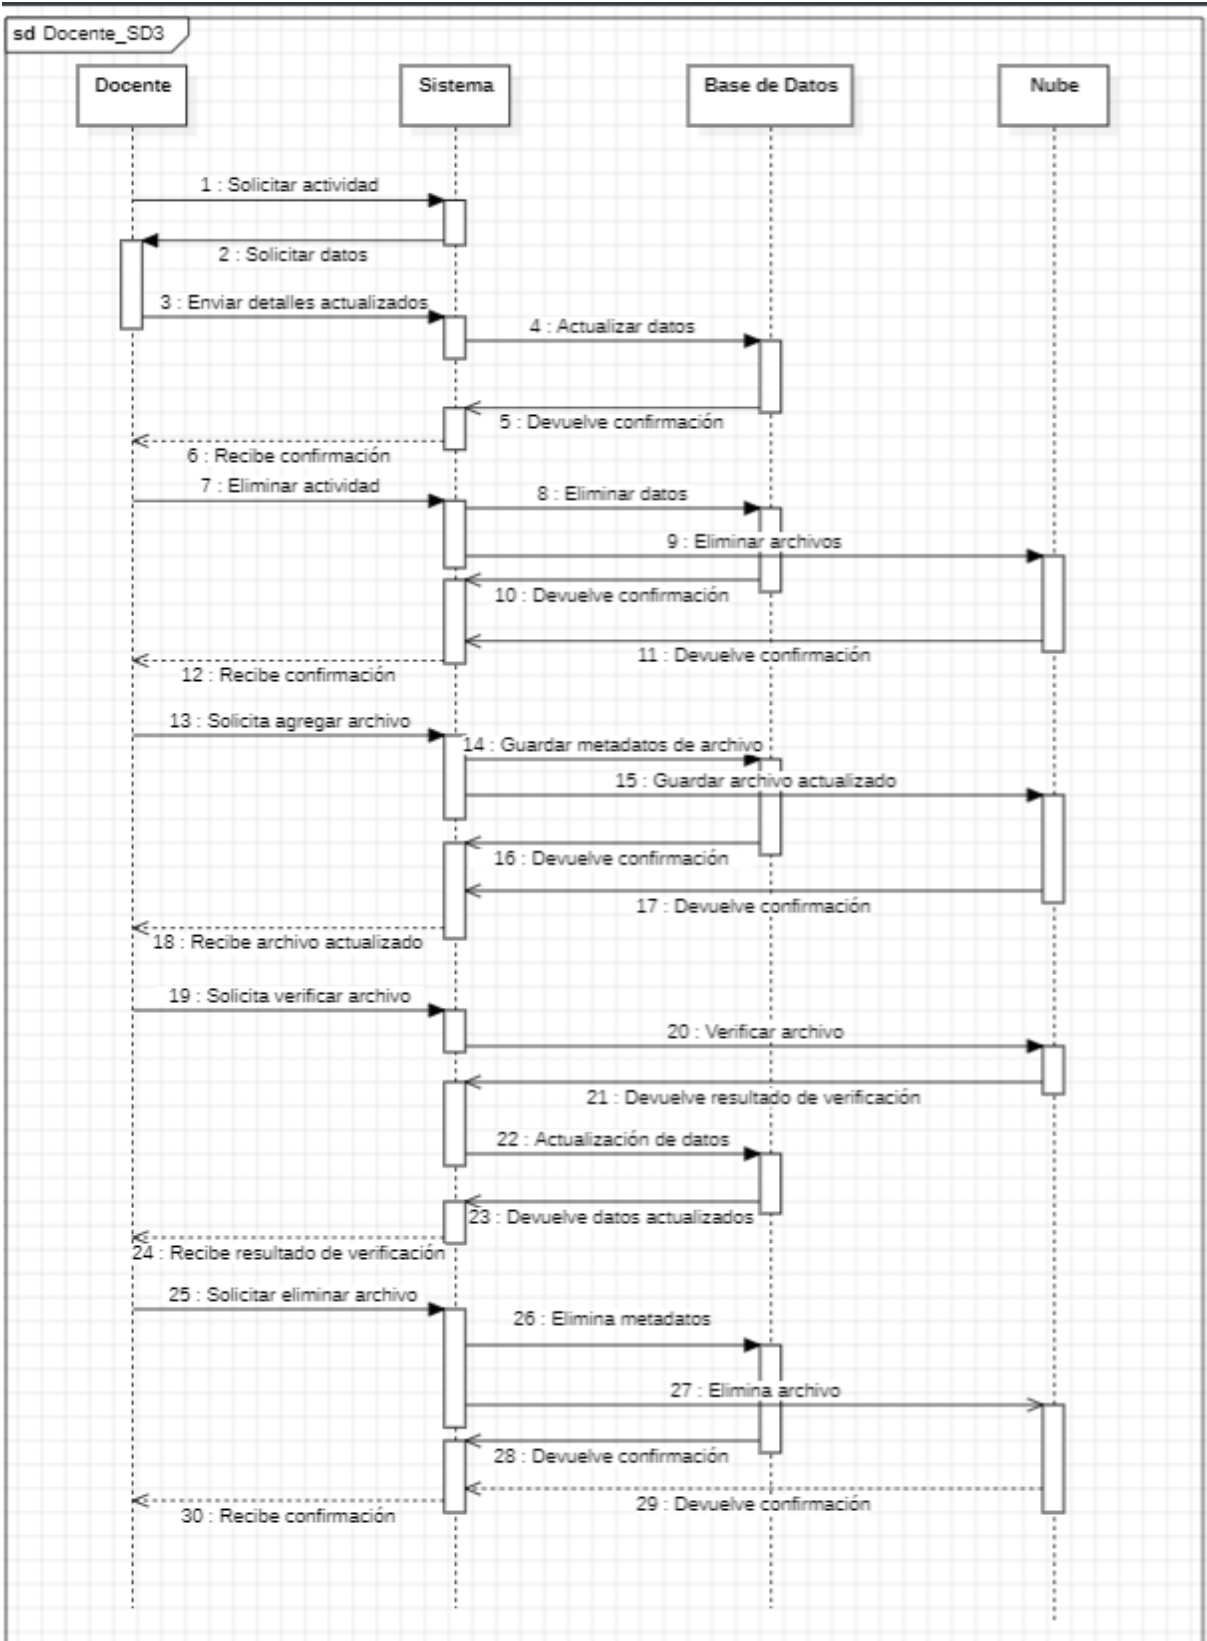 sd Docente_SD3
Docente
Sistema
Base de Datos
Nube
1 : Solicitar actividad
2 : Solicitar datos
3 : Enviar detalles actualizados
4 : Actualizar datos
5 : Devuelve confirmación
6 : Recibe confirmación
7 : Eliminar actividad
8 : Eliminar datos
9 : Eliminar archivos
10 : Devuelve confirmación
11 : Devuelve confirmación
12 : Recibe confirmación
13 : Solicita agregar archivo
14 : Guardar metadatos de archivo
15 : Guardar archivo actualizado
16 : Devuelve confirmación
17 : Devuelve confirmación
18 : Recibe archivo actualizado
19 : Solicita verificar archivo
20 : Verificar archivo
21 : Devuelve resultado de verificación
22 : Actualización de datos
23 : Devuelve datos actualizados
24 : Recibe resultado de verificación
25 : Solicitar eliminar archivo
26 : Elimina metadatos
27 : Elimina archivo
28 : Devuelve confirmación
29 : Devuelve confirmación
30 : Recibe confirmación